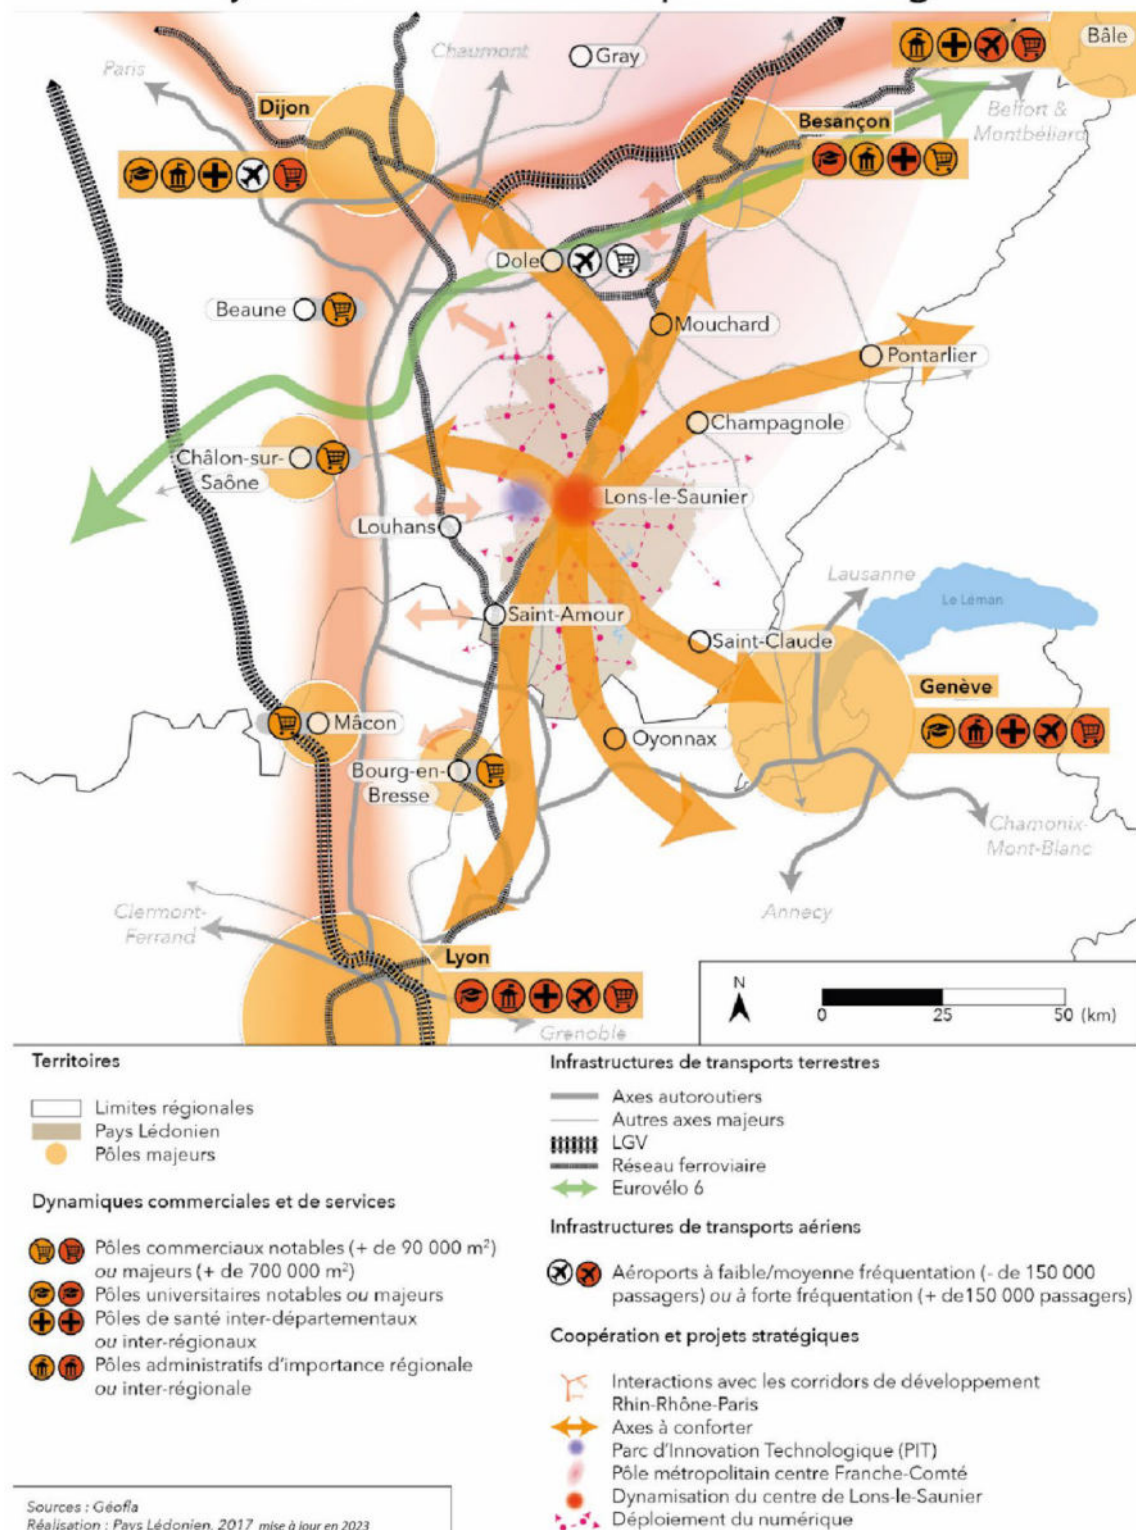 Paris
Chaumont
Gray
Bâle
Dijon
Besançon
Belfort &
Montbéliard
Dole
Beaune
Mouchard
Pontarlier
Champagnole
Châlon-sur-
Saône
Lons-le-Saunier
Louhans
Lausanne
Le Léman
Saint-Amour
Saint-Claude
Genève
Mâcon
Oyonnax
Bourg-en-
Bresse
Chamonix-
Mont-Blanc
Clermont-
Ferrand
Annecy
Lyon
Grenoble
N
0 25 50 (km)
Territoires
Limites régionales
Pays Lédonien
Pôles majeurs
Dynamiques commerciales et de services
Pôles commerciaux notables (+ de 90 000 m²)
ou majeurs (+ de 700 000 m²)
Pôles universitaires notables ou majeurs
Pôles de santé inter-départementaux
ou inter-régionaux
Pôles administratifs d'importance régionale
ou inter-régionale
Infrastructures de transports terrestres
Axes autoroutiers
Autres axes majeurs
LGV
Réseau ferroviaire
Eurovélo 6
Infrastructures de transports aériens
Aéroports à faible/moyenne fréquentation (- de 150 000
passagers) ou à forte fréquentation (+ de150 000 passagers)
Coopération et projets stratégiques
Interactions avec les corridors de développement
Rhin-Rhône-Paris
Axes à conforter
Parc d'Innovation Technologique (PIT)
Pôle métropolitain centre Franche-Comté
Dynamisation du centre de Lons-le-Saunier
Déploiement du numérique
Sources : Géofla
Réalisation : Pays Lédonien, 2017 mise à jour en 2023